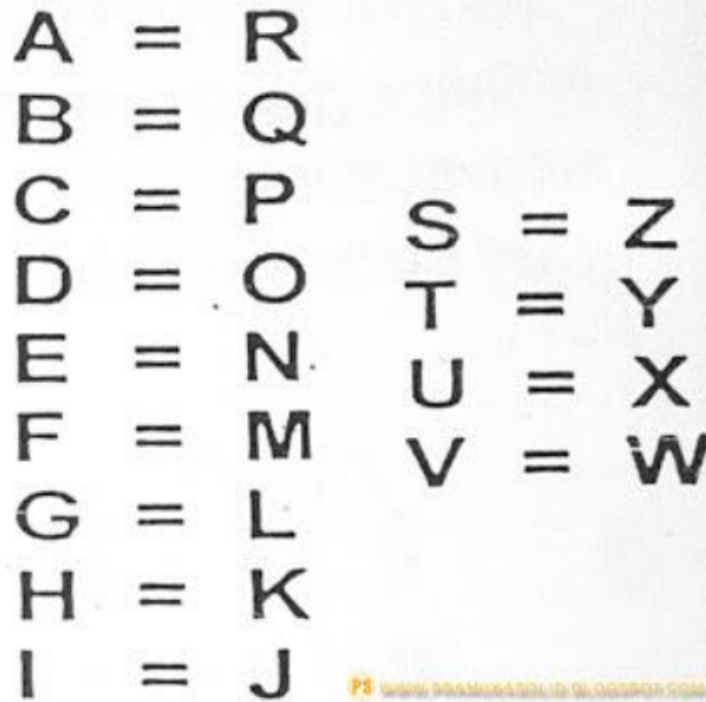 A = R
B = Q
C = P
D = O
E = N
F = M
G = L
H = K
I = J
S = Z
T = Y
U = X
V = W
PS